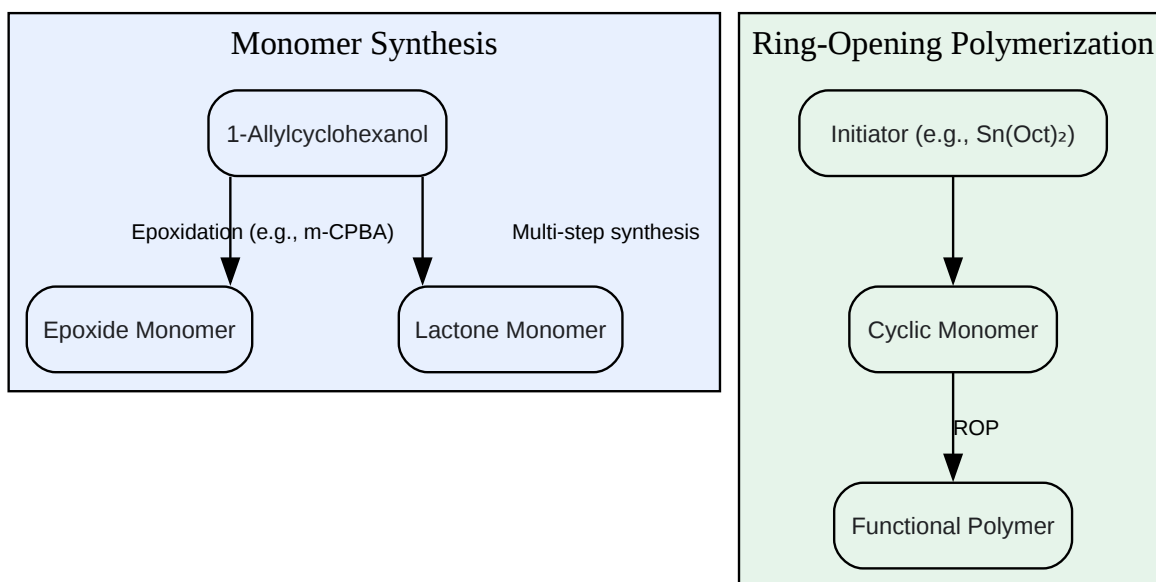 Monomer Synthesis
1-Allylcyclohexanol
Epoxidation (e.g., m-CPBA)
Multi-step synthesis
Epoxide Monomer
Lactone Monomer
Ring-Opening Polymerization
Initiator (e.g., Sn(Oct)₂)
Cyclic Monomer
ROP
Functional Polymer